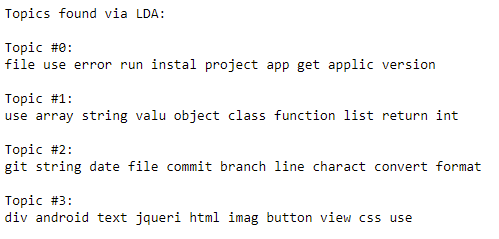 Topics found via LDA:
Topic #0:
file use error run instal project app get applic version
Topic #1:
use array string valu object class function list return int
Topic #2:
git string date file commit branch line charact convert format
Topic #3:
div android text jqueri html imag button view css use